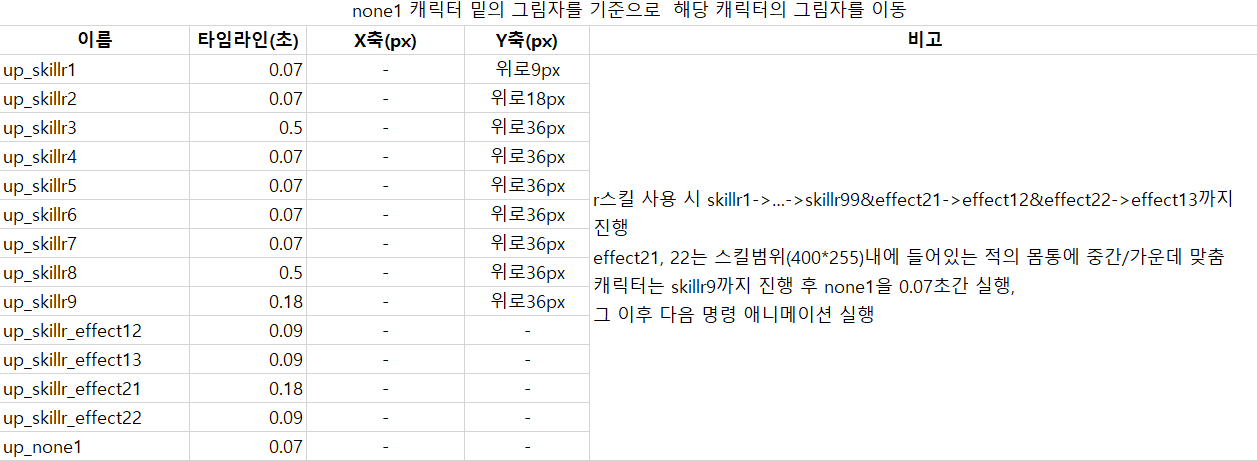 none1 캐릭터 밑의 그림자를 기준으로 해당 캐릭터의 그림자를 이동
이름 타임라인(초) X축(px) Y축(px) 비고
up_skillr1 0.07 - 위로9px
up_skillr2 0.07 - 위로18px
up_skillr3 0.5 - 위로36px
up_skillr4 0.07 - 위로36px
up_skillr5 0.07 - 위로36px
up_skillr6 0.07 - 위로36px
up_skillr7 0.07 - 위로36px
up_skillr8 0.5 - 위로36px
up_skillr9 0.18 - 위로36px
up_skillr_effect12 0.09 - -
up_skillr_effect13 0.09 - -
up_skillr_effect21 0.18 - -
up_skillr_effect22 0.09 - -
up_none1 0.07 - -
r스킬 사용 시 skillr1->...->skillr99&effect21->effect12&effect22->effect13까지
진행
effect21, 22는 스킬범위(400*255)내에 들어있는 적의 몸통에 중간/가운데 맞춤
캐릭터는 skillr9까지 진행 후 none1을 0.07초간 실행,
그 이후 다음 명령 애니메이션 실행